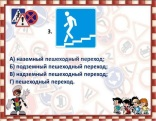 3.
А) наземный пешеходный переход;
Б) подземный пешеходный переход;
В) надземный пешеходный переход;
Г) пешеходный переход.